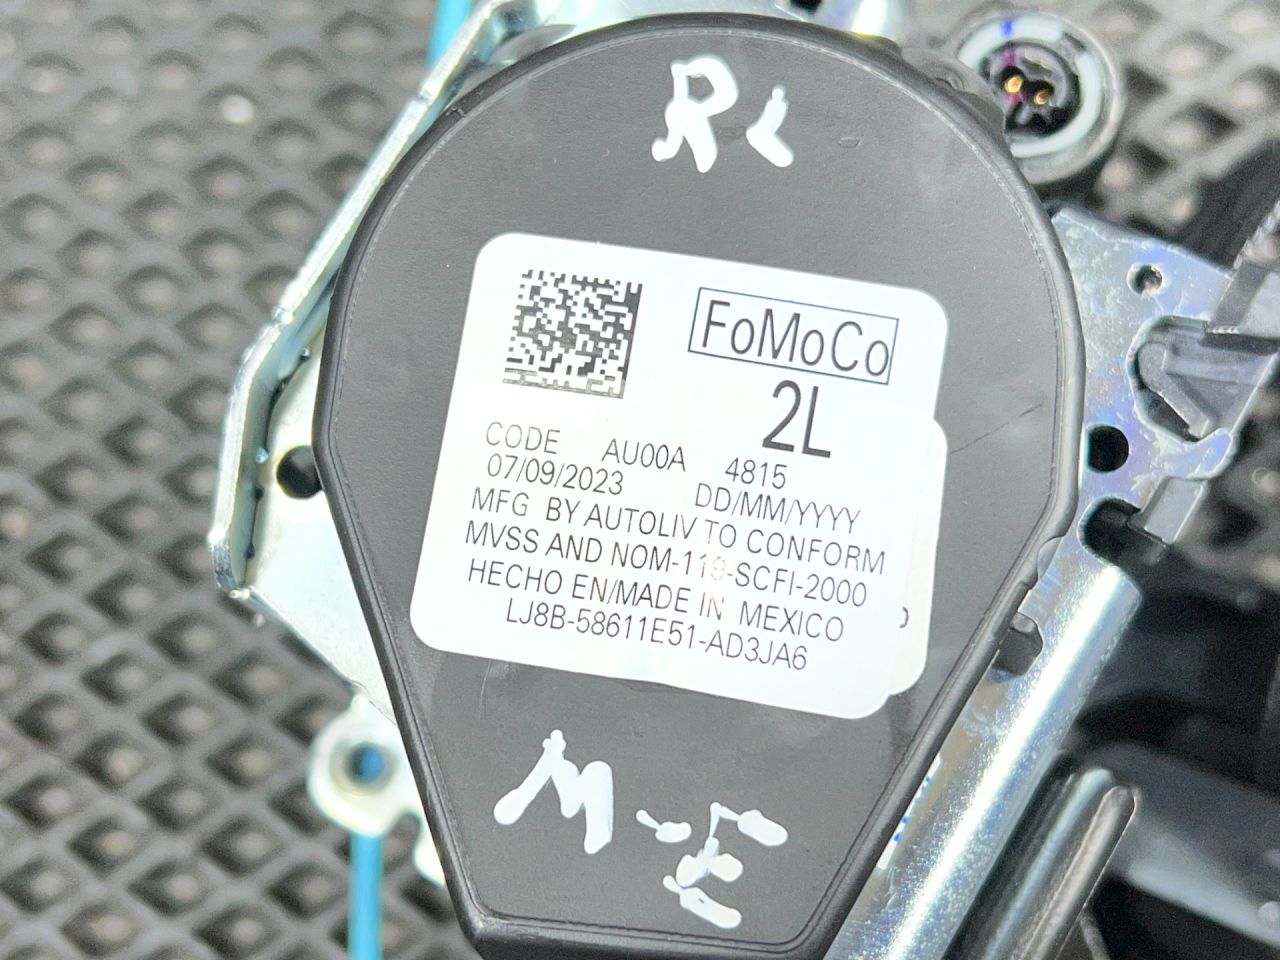 RL
FoMoCo
2L
CODE AU00A 4815
07/09/2023 DD/MM/YYYY
MFG BY AUTOLIV TO CONFORM
MVSS AND NOM-119-SCFI-2000
HECHO EN/MADE IN MEXICO
LJ8B-58611E51-AD3JA6
M-E